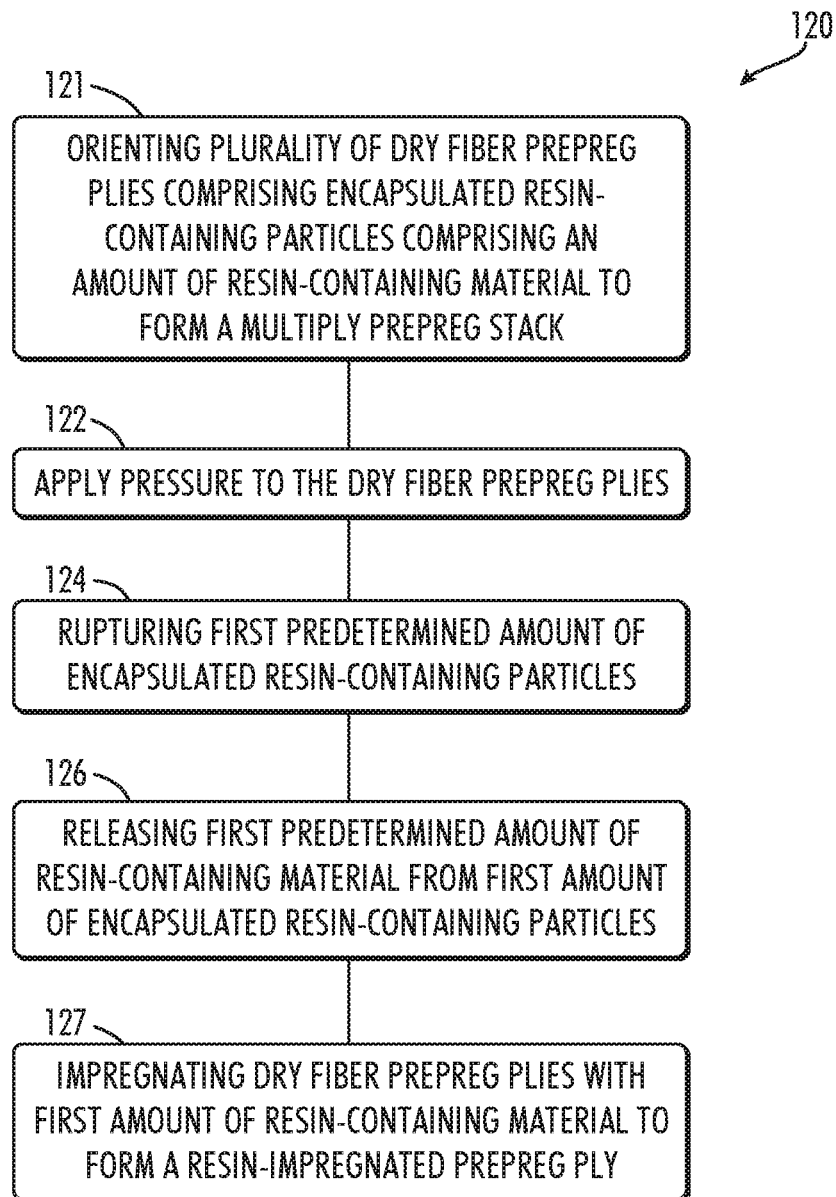 120
121
ORIENTING PLURALITY OF DRY FIBER PREPREG
PLIES COMPRISING ENCAPSULATED RESIN-
CONTAINING PARTICLES COMPRISING AN
AMOUNT OF RESIN-CONTAINING MATERIAL TO
FORM A MULTIPLY PREPREG STACK
122
APPLY PRESSURE TO THE DRY FIBER PREPREG PLIES
124
RUPTURING FIRST PREDETERMINED AMOUNT OF
ENCAPSULATED RESIN-CONTAINING PARTICLES
126
RELEASING FIRST PREDETERMINED AMOUNT OF
RESIN-CONTAINING MATERIAL FROM FIRST AMOUNT
OF ENCAPSULATED RESIN-CONTAINING PARTICLES
127
IMPREGNATING DRY FIBER PREPREG PLIES WITH
FIRST AMOUNT OF RESIN-CONTAINING MATERIAL TO
FORM A RESIN-IMPREGNATED PREPREG PLY